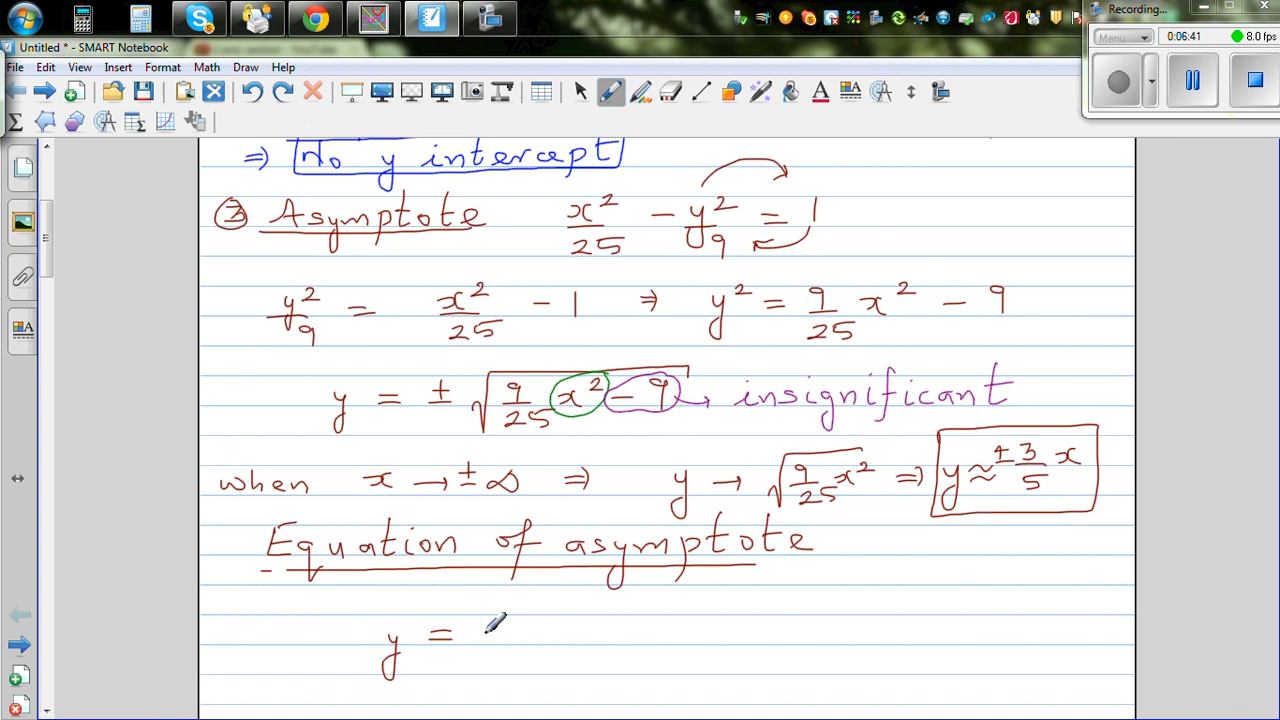 Recording...
Untitled * - SMART Notebook
Menu 0:06:41 8.0 fps
File Edit View Insert Format Math Draw Help
⇒ No y intercept
③ Asymptote x²/25 - y²/9 = 1
y²/9 = x²/25 - 1 ⇒ y² = 9/25 x² - 9
y = ± √(9/25 x² - 9) → insignificant
when x → ± ∞ ⇒ y → √(9/25 x²) ⇒ y ≈ ± 3/5 x
Equation of asymptote
y =